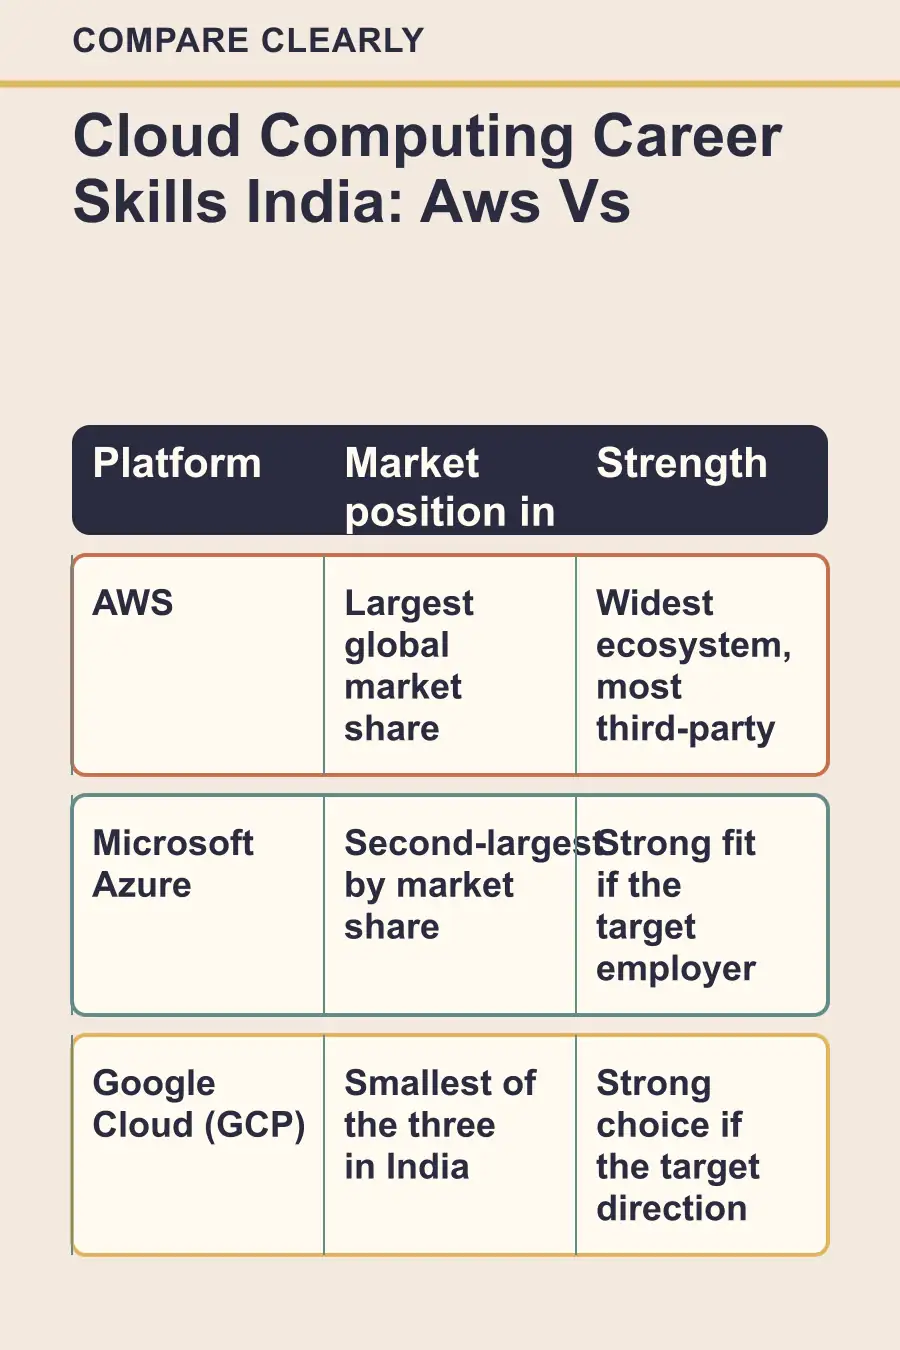 COMPARE CLEARLY
Cloud Computing Career
Skills India: Aws Vs
Platform
Market
position in
Strength
AWS
Largest
global
market
share
Widest
ecosystem,
most
third-party
Microsoft
Azure
Second-largest
by market
share
Strong fit
if the
target
employer
Google
Cloud (GCP)
Smallest of
the three
in India
Strong
choice if
the target
direction